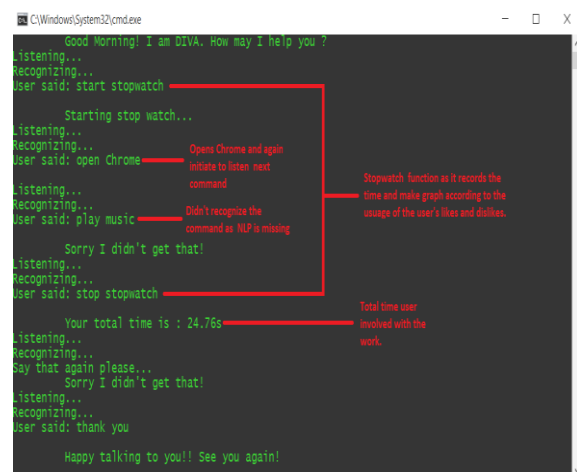 C:\Windows\System32\cmd.exe
Good Morning! I am DIVA. How may I help you ?
Listening...
Recognizing...
User said: start stopwatch
Starting stop watch...
Listening...
Recognizing...
User said: open Chrome
Opens Chrome and again
initiate to listen next
command
Listening...
Recognizing...
User said: play music
Didn't recognize the
command as NLP is missing
Stopwatch function as it records the
time and make graph according to the
usuage of the user's likes and dislikes.
Sorry I didn't get that!
Listening...
Recognizing...
User said: stop stopwatch
Your total time is : 24.76s
Total time user
involved with the
work.
Listening...
Recognizing...
Say that again please...
Sorry I didn't get that!
Listening...
Recognizing...
User said: thank you
Happy talking to you!! See you again!